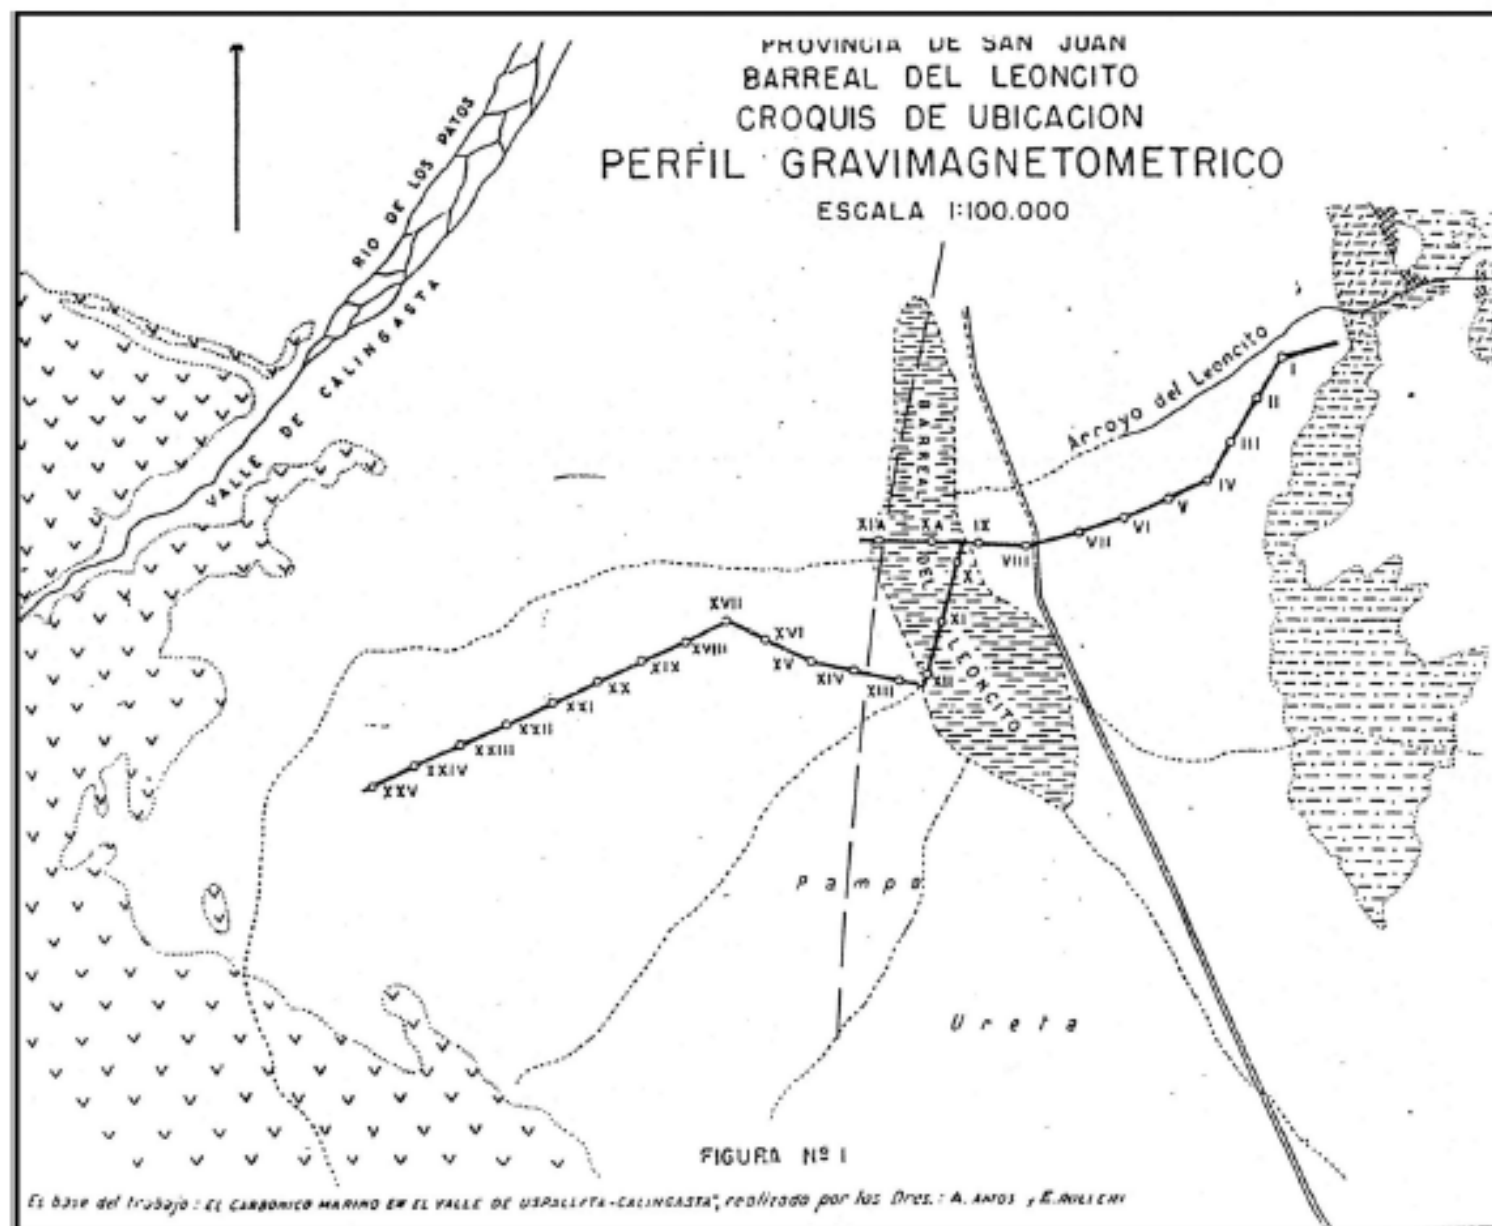 PROVINCIA DE SAN JUAN
BARREAL DEL LEONCITO
CROQUIS DE UBICACION
PERFIL GRAVIMAGNETOMETRICO
ESCALA 1:100.000
RIO DE LOS PATOS
VALLE DE CALINGASTA
Arroyo del Leoncito
BARREAL DEL LEONCITO
I
II
III
IV
V
VI
VII
VIII
IX
XA
XIA
X
XI
XII
XIII
XIV
XV
XVI
XVII
XVIII
XIX
XX
XXI
XXII
XXIII
XXIV
XXV
Pampa
Ureta
FIGURA Nº 1
Es base del trabajo: EL CARBONICO MARINO EN EL VALLE DE USPALLATA-CALINGASTA", realizado por los Dres.: A. AMOS y E.